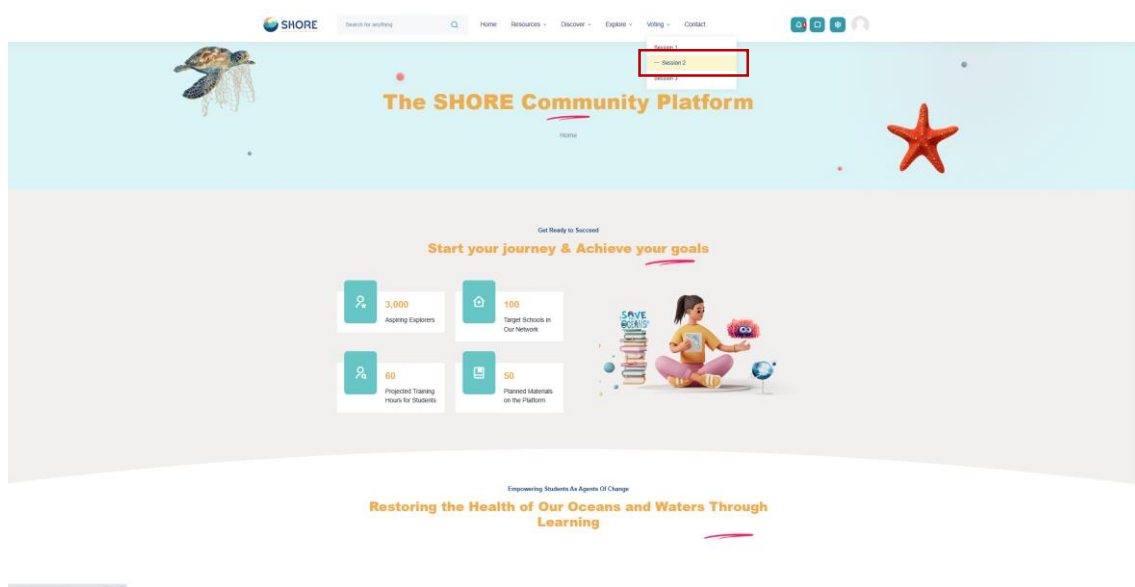 SHORE
Search for anything
Home
Resources
Discover
Explore
Voting
Contact
Session 1
— Session 2
Session 3
The SHORE Community Platform
Home
Get Ready to Succeed
Start your journey & Achieve your goals
3,000
Aspiring Explorers
100
Target Schools in
Our Network
60
Projected Training
Hours for Students
50
Planned Materials
on the Platform
SAVE
OCEANS
Empowering Students As Agents Of Change
Restoring the Health of Our Oceans and Waters Through
Learning